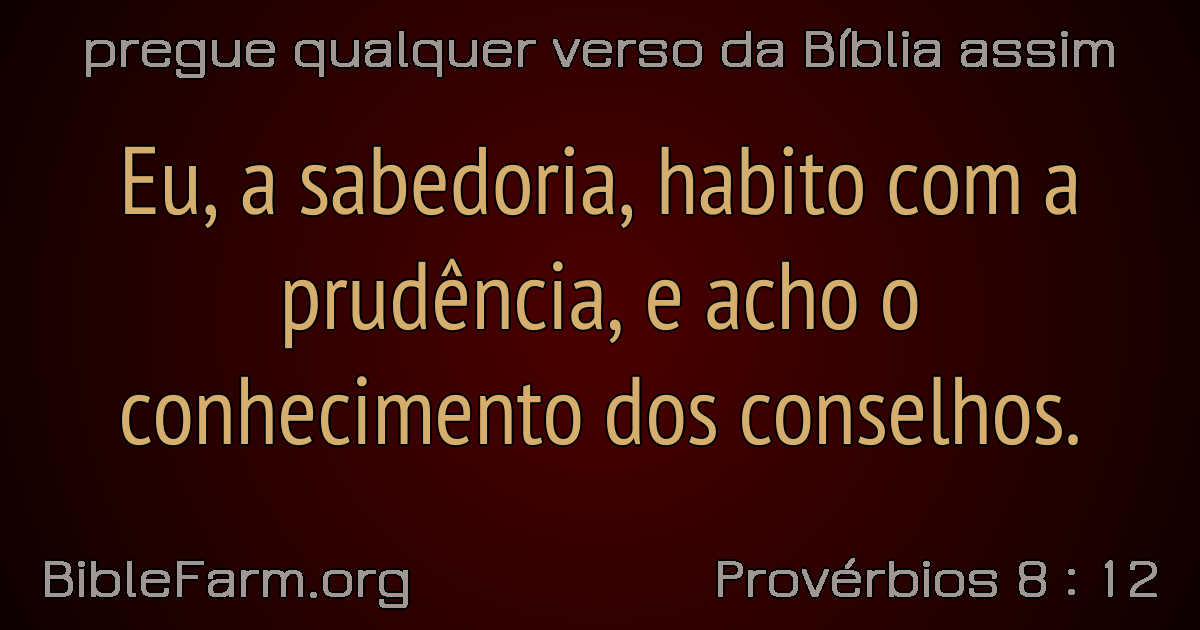 pregue qualquer verso da Bíblia assim
Eu, a sabedoria, habito com a
prudência, e acho o
conhecimento dos conselhos.
BibleFarm.org
Provérbios 8 : 12